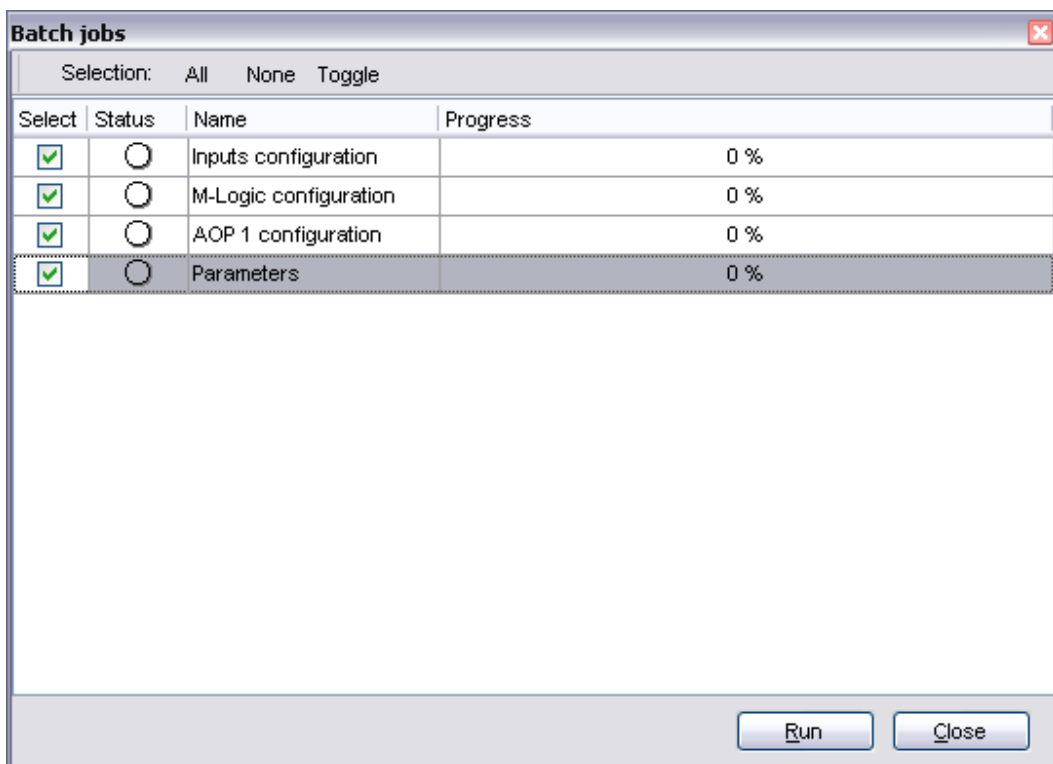 Batch jobs
Selection: All None Toggle
Select Status Name Progress
Inputs configuration 0 %
M-Logic configuration 0 %
AOP 1 configuration 0 %
Parameters 0 %
Run Close